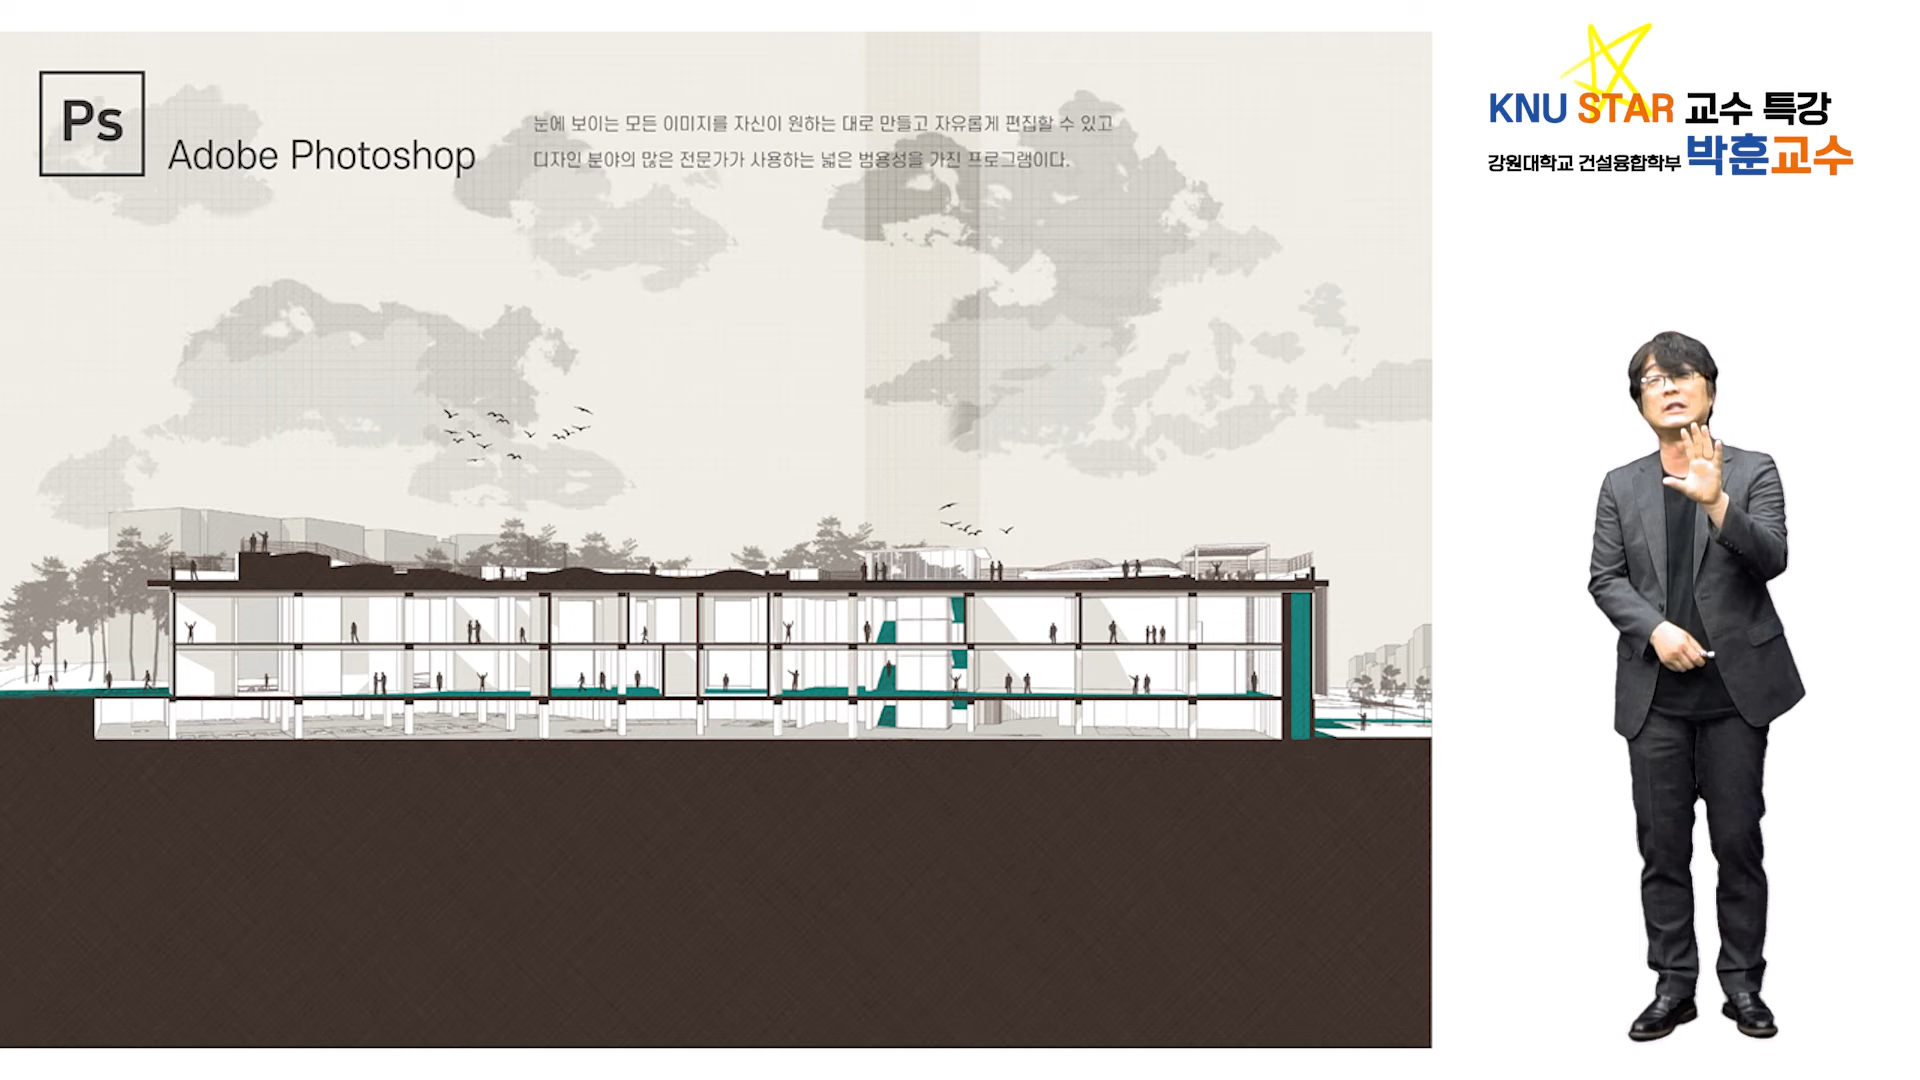 Ps
Adobe Photoshop
눈에 보이는 모든 이미지를 자신이 원하는 대로 만들고 자유롭게 편집할 수 있고
디자인 분야의 많은 전문가가 사용하는 넓은 범용성을 가진 프로그램이다.
KNU STAR 교수 특강
강원대학교 건설융합학부 박훈교수